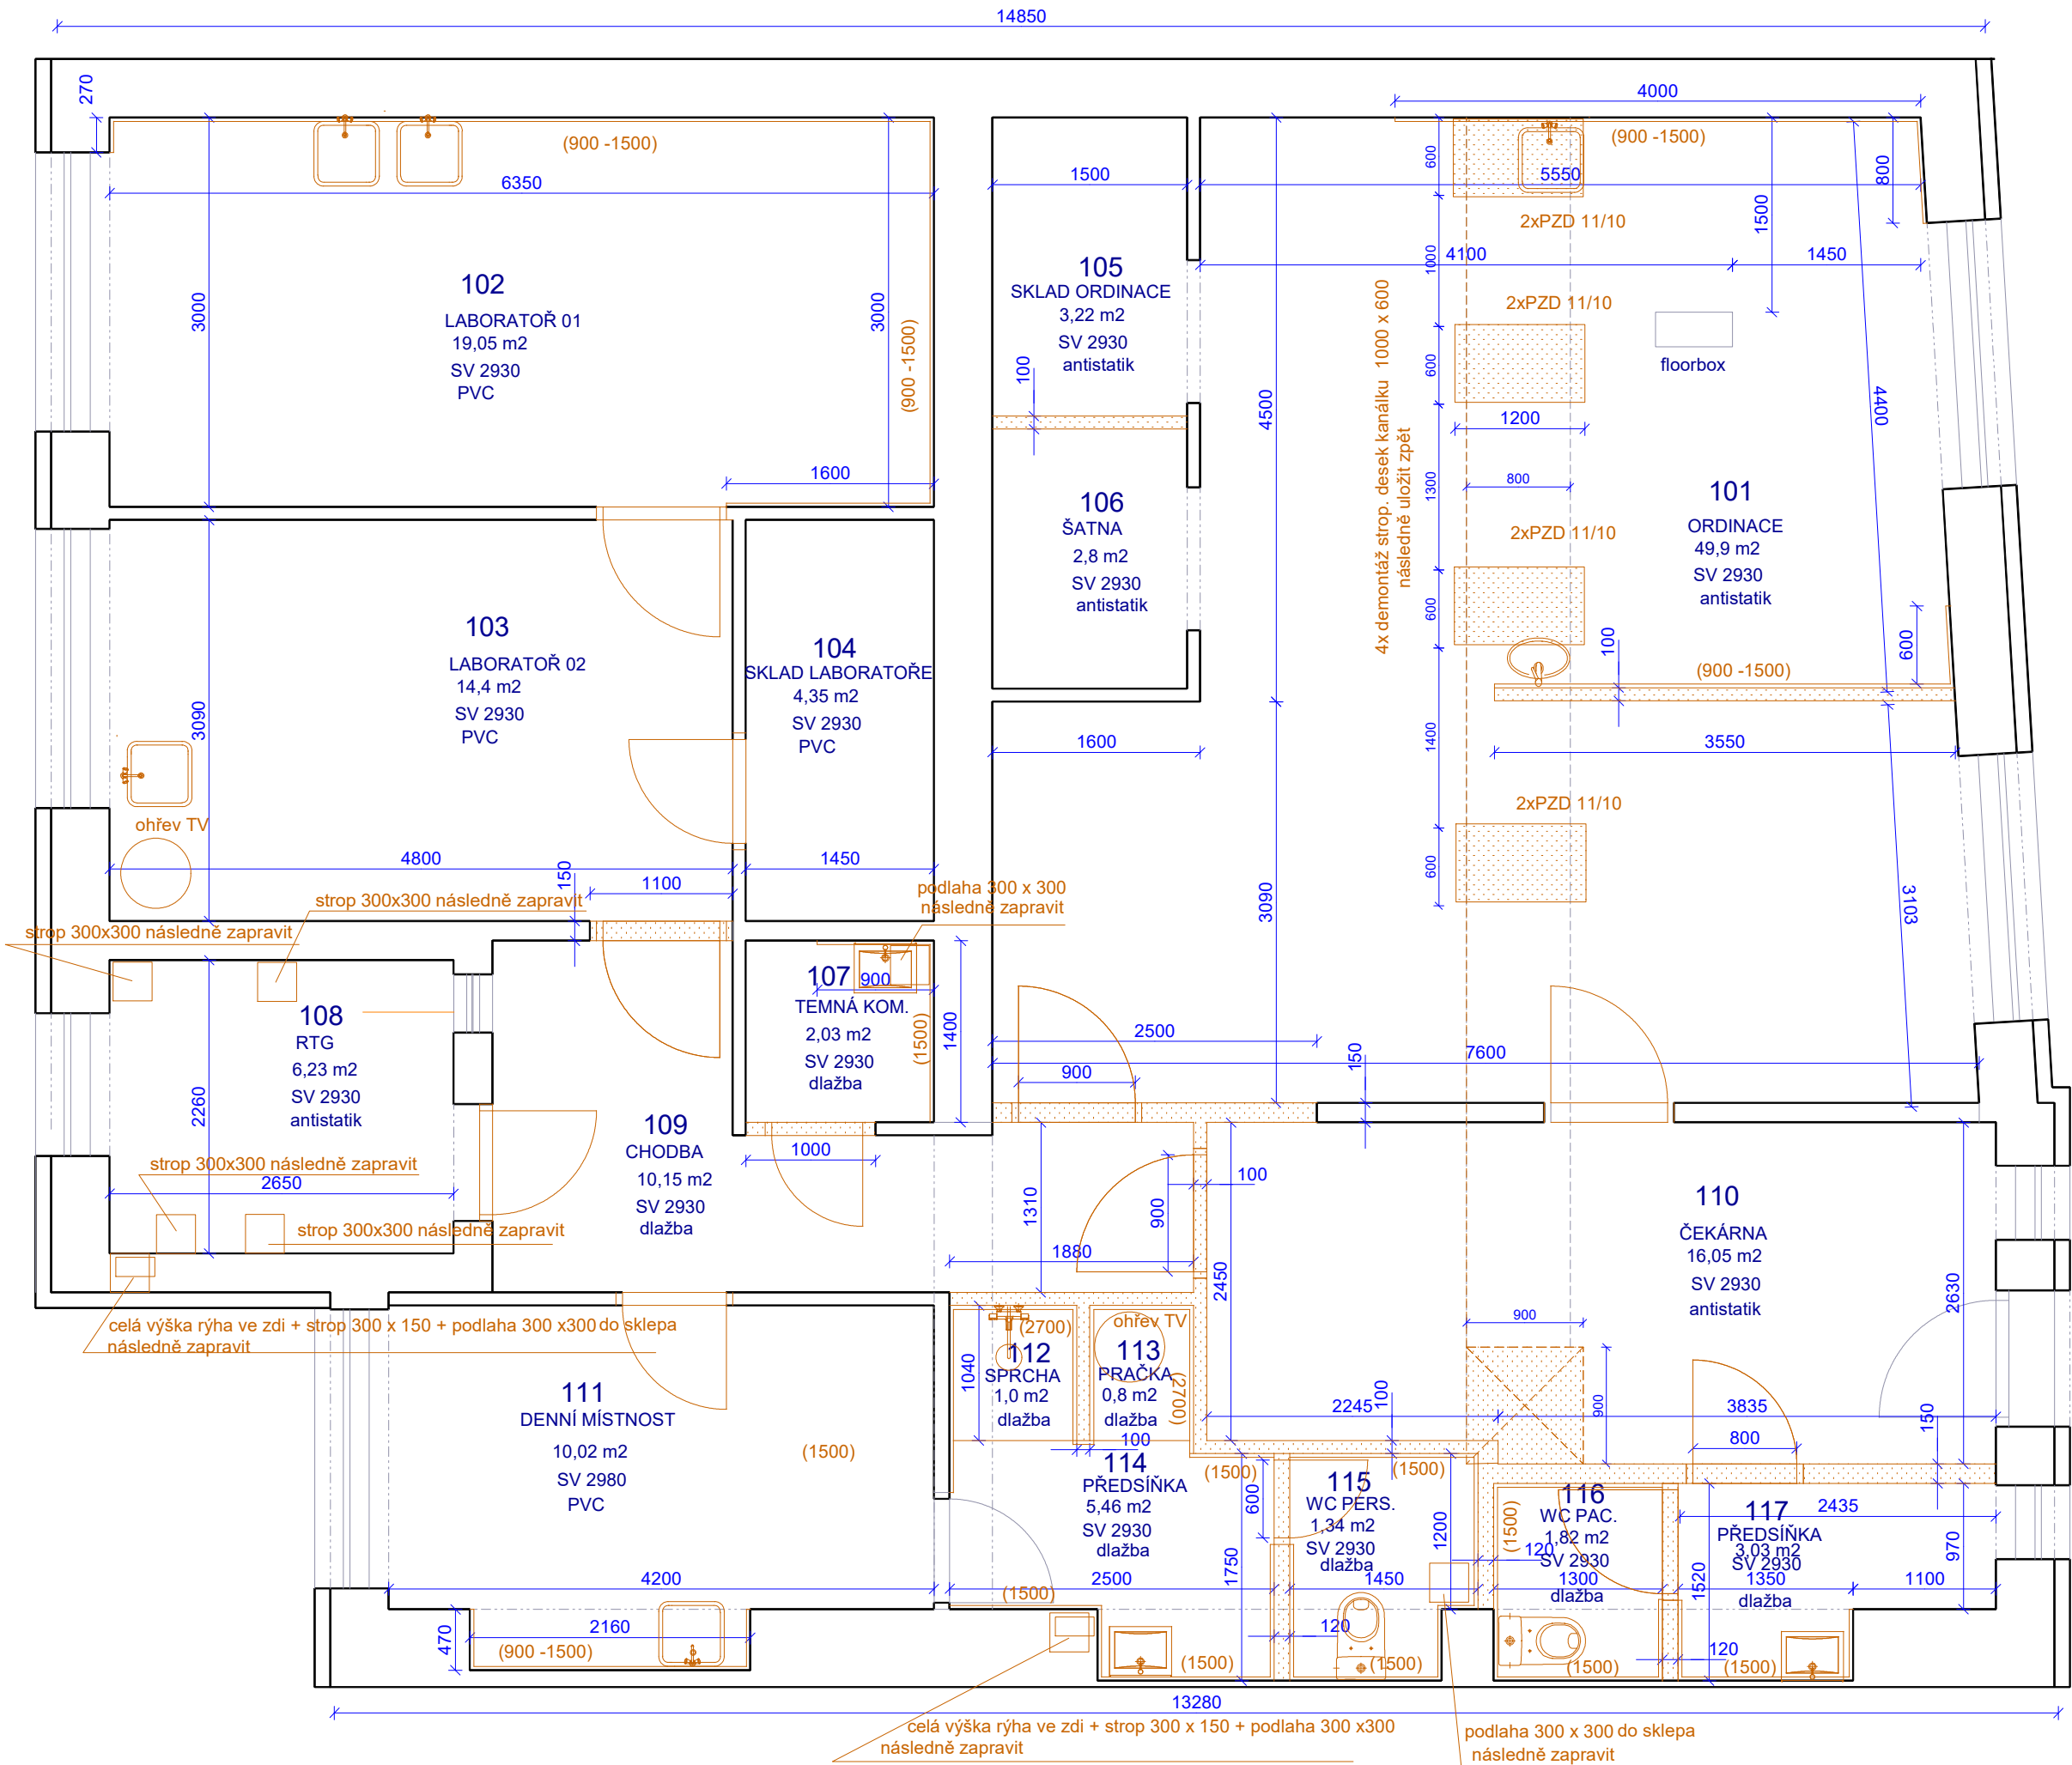 14850
270
4000
(900 -1500)
(900 -1500)
600
800
6350
1500
5550
2xPZD 11/10
1500
1000
4100
1450
102
LABORATOŘ 01
19,05 m2
SV 2930
PVC
3000
3000
(900 -1500)
1600
105
SKLAD ORDINACE
3,22 m2
SV 2930
antistatik
100
4500
4x demontáž strop. desek kanálku 1000 x 600
následně uložit zpět
2xPZD 11/10
600
floorbox
1200
4400
1300
800
101
ORDINACE
49,9 m2
SV 2930
antistatik
2xPZD 11/10
106
ŠATNA
2,8 m2
SV 2930
antistatik
600
100
600
(900 -1500)
103
LABORATOŘ 02
14,4 m2
SV 2930
PVC
3090
104
SKLAD LABORATOŘE
4,35 m2
SV 2930
PVC
1600
1400
3550
2xPZD 11/10
ohřev TV
4800
150
1100
1450
600
3090
3103
strop 300x300 následně zapravit
strop 300x300 následně zapravit
podlaha 300 x 300
následně zapravit
107
900
TEMNÁ KOM.
2,03 m2
SV 2930
dlažba
(1500)
1400
108
RTG
6,23 m2
SV 2930
antistatik
2260
2500
7600
150
900
109
CHODBA
10,15 m2
SV 2930
dlažba
1000
strop 300x300 následně zapravit
2650
strop 300x300 následně zapravit
1310
900
100
1880
2450
110
ČEKÁRNA
16,05 m2
SV 2930
antistatik
2630
celá výška rýha ve zdi + strop 300 x 150 + podlaha 300 x300 do sklepa
následně zapravit
111
DENNÍ MÍSTNOST
10,02 m2
SV 2980
PVC
(1500)
1040
(2700)
112
SPRCHA
1,0 m2
dlažba
ohřev TV
113
PRAČKA
0,8 m2
dlažba
(2700)
100
900
900
2245
100
3835
800
150
114
PŘEDSÍŇKA
5,46 m2
SV 2930
dlažba
(1500)
600
115
WC PERS.
1,34 m2
SV 2930
dlažba
(1500)
1200
120
(1500)
116
WC PAC.
1,82 m2
SV 2930
dlažba
2435
117
PŘEDSÍŇKA
3,03 m2
SV 2930
dlažba
970
4200
(1500)
2500
1750
1450
1300
1520
1350
1100
470
2160
(900 -1500)
(1500)
120
(1500)
(1500)
120
(1500)
13280
celá výška rýha ve zdi + strop 300 x 150 + podlaha 300 x300
následně zapravit
podlaha 300 x 300 do sklepa
následně zapravit